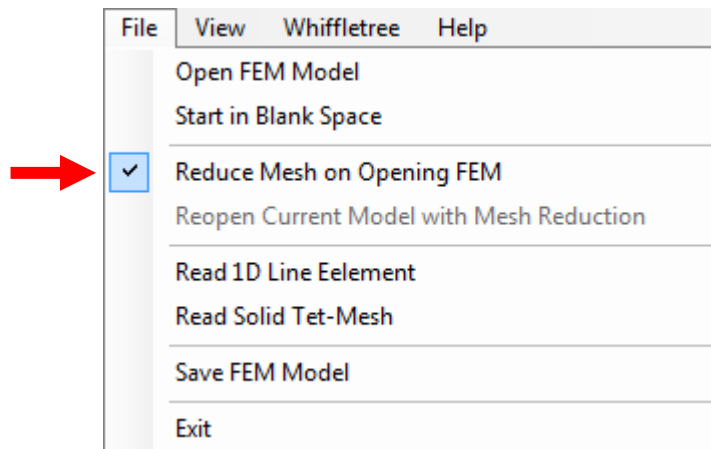 File View Whiffletree Help
Open FEM Model
Start in Blank Space
Reduce Mesh on Opening FEM
Reopen Current Model with Mesh Reduction
Read 1D Line Eelement
Read Solid Tet-Mesh
Save FEM Model
Exit